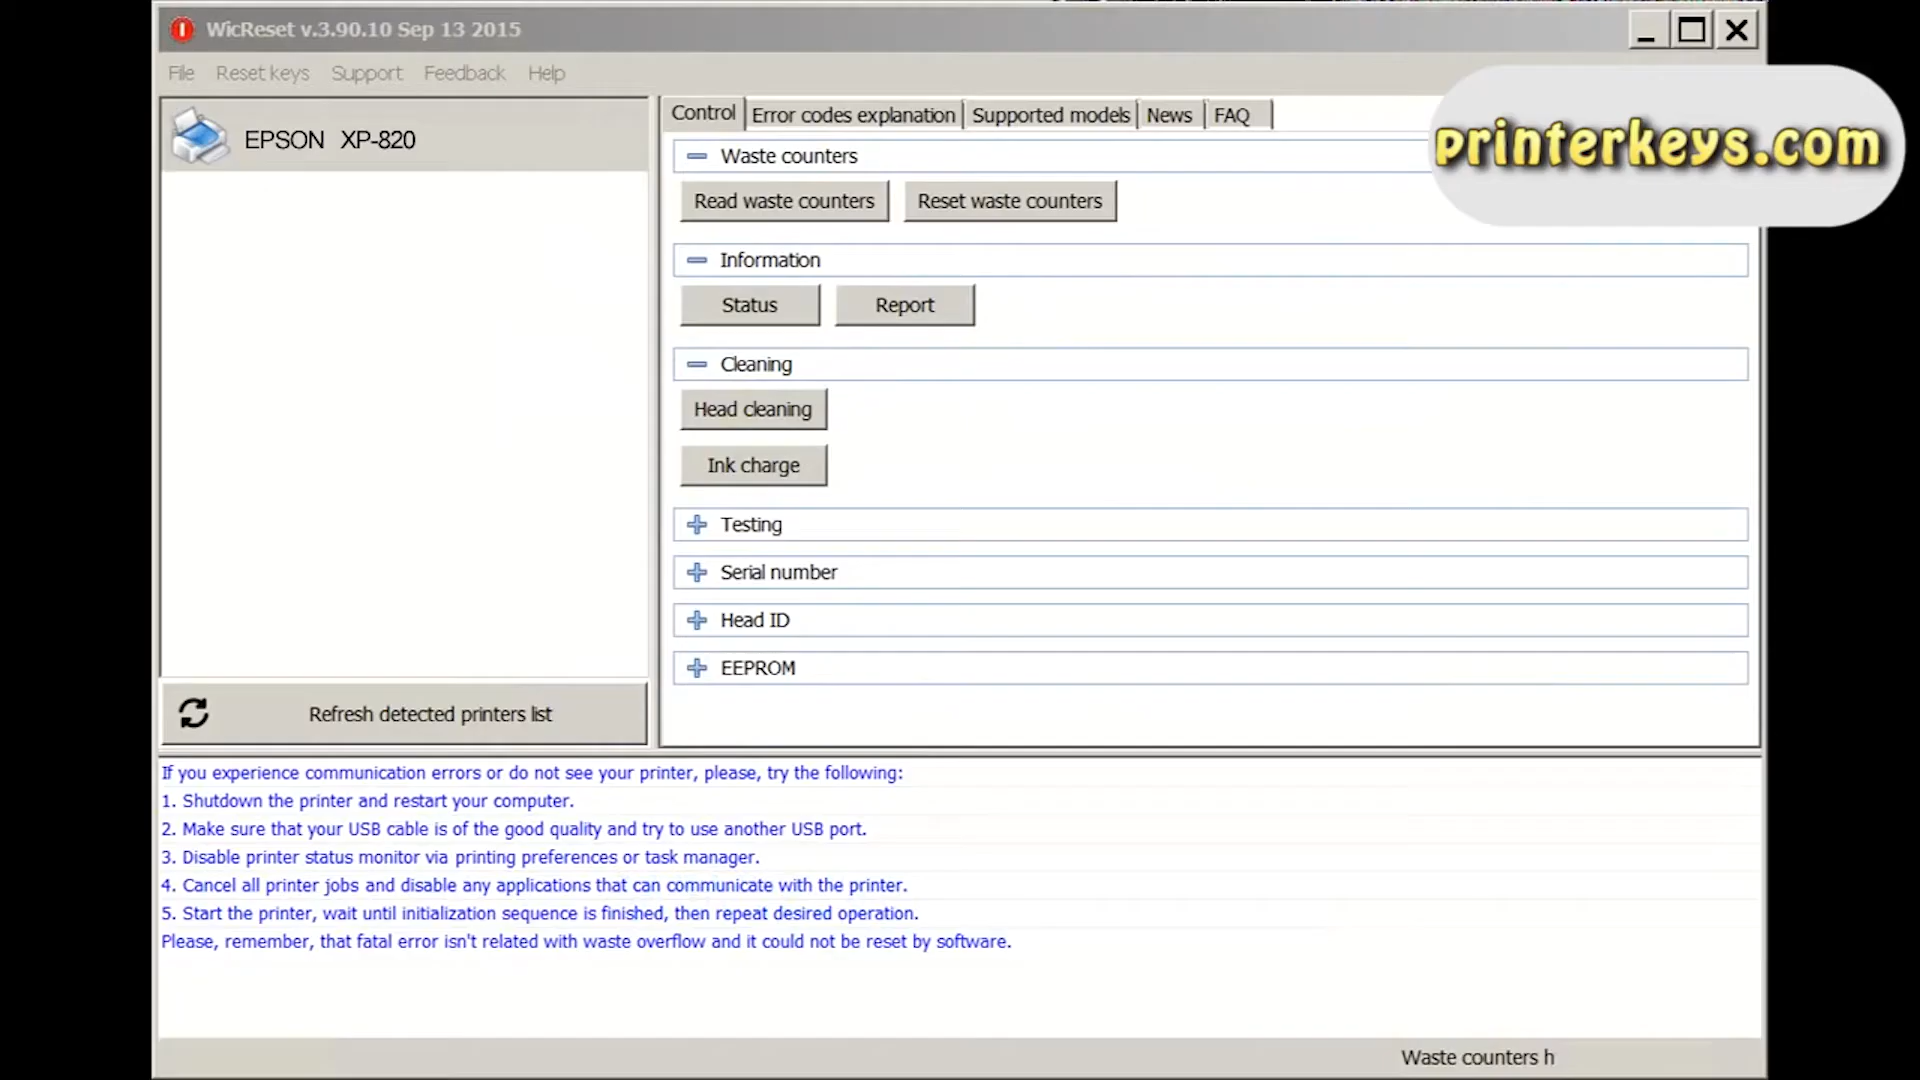 WicReset v.3.90.10 Sep 13 2015
File Reset keys Support Feedback Help
EPSON XP-820
Control Error codes explanation Supported models News FAQ
printerkeys.com
Waste counters
Read waste counters Reset waste counters
Information
Status Report
Cleaning
Head cleaning
Ink charge
Testing
Serial number
Head ID
EEPROM
Refresh detected printers list
If you experience communication errors or do not see your printer, please, try the following:
1. Shutdown the printer and restart your computer.
2. Make sure that your USB cable is of the good quality and try to use another USB port.
3. Disable printer status monitor via printing preferences or task manager.
4. Cancel all printer jobs and disable any applications that can communicate with the printer.
5. Start the printer, wait until initialization sequence is finished, then repeat desired operation.
Please, remember, that fatal error isn't related with waste overflow and it could not be reset by software.
Waste counters h